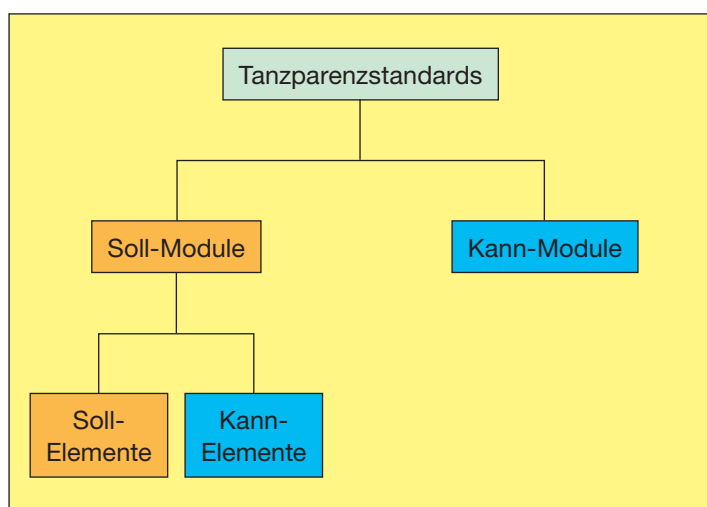 Tanzparenzstandards
Soll-Module
Kann-Module
Soll-
Elemente
Kann-
Elemente